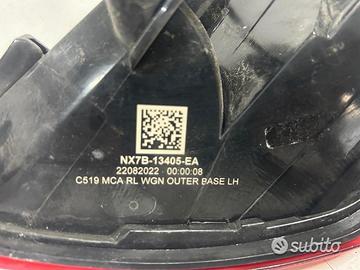 NX7B-13405-EA
22082022 00:00:08
C519 MCA RL WGN OUTER BASE LH
subito